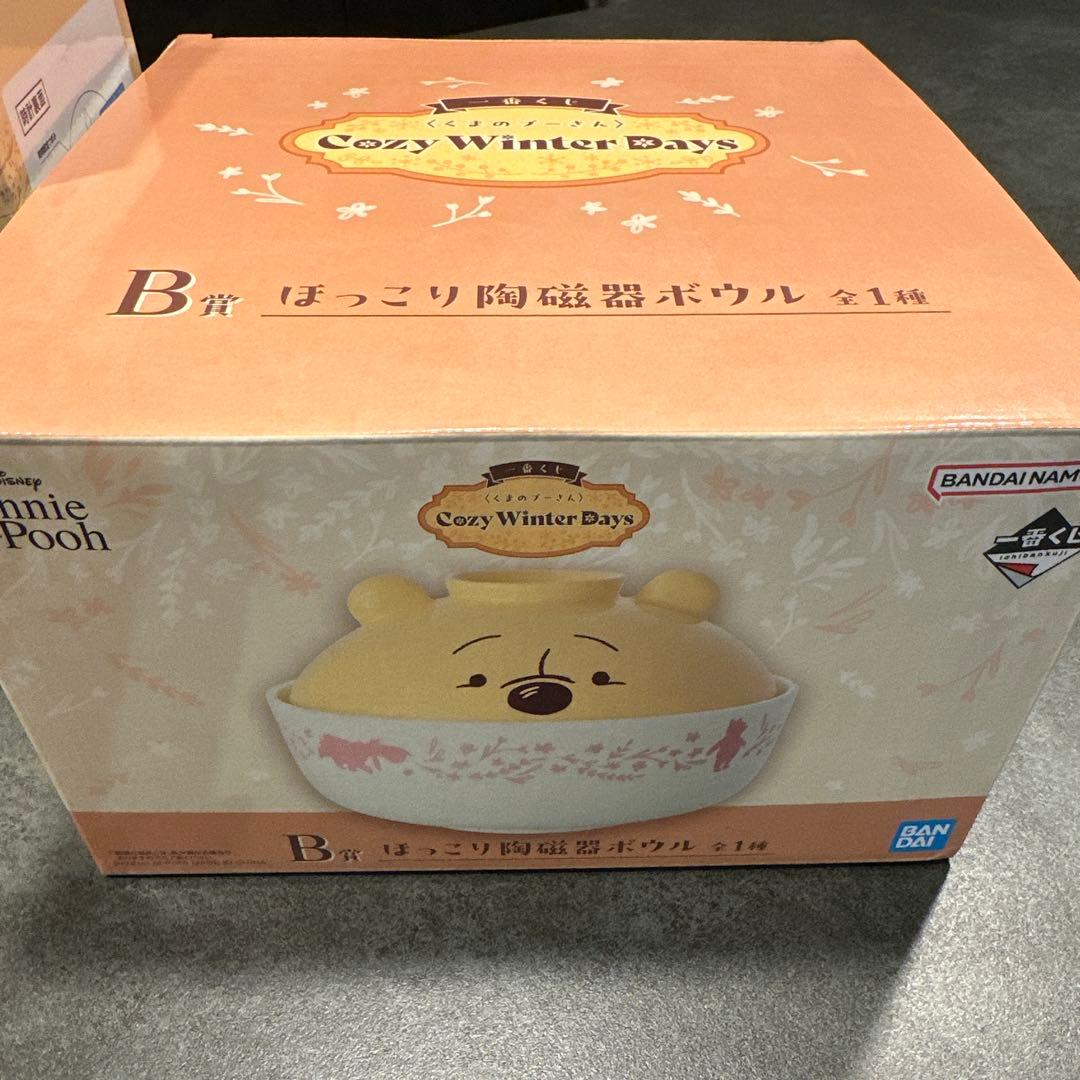 一番くじ
〈くまのプーさん〉
Cozy Winter Days
B賞 ほっこり陶磁器ボウル 全1種
DISNEY
nnie
Pooh
一番くじ
〈くまのプーさん〉
Cozy Winter Days
BANDAI NAM
一番くじ
ichibanKuji
B賞 ほっこり陶磁器ボウル 全1種
BAN
DAI